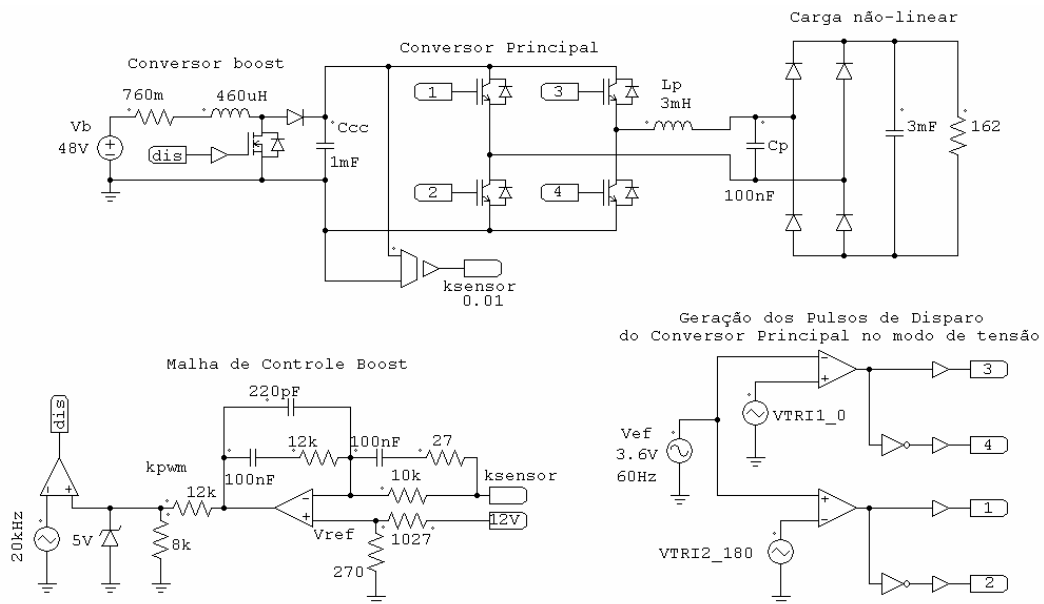 Carga não-linear
Conversor Principal
Conversor boost
760m
460uH
Vb
48V
dis
Ccc
1mF
1
3
2
4
Lp
3mH
Cp
100nF
3mF
162
ksensor
0.01
Geração dos Pulsos de Disparo
do Conversor Principal no modo de tensão
Malha de Controle Boost
220pF
dis
12k
100nF
27
100nF
kpwm
12k
10k
ksensor
12V
Vref
1027
270
20kHz
5V
8k
Vef
3.6V
60Hz
VTRI1_0
3
4
VTRI2_180
1
2